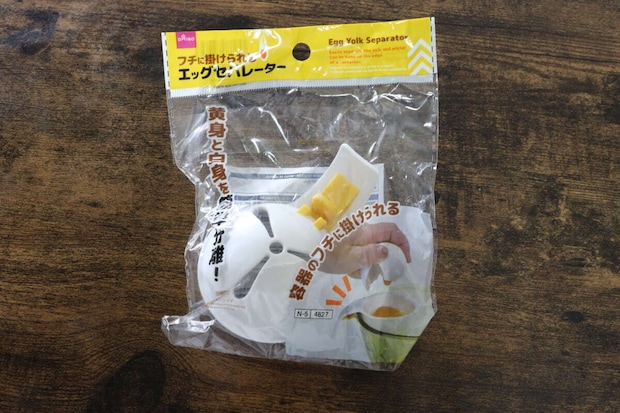 DAISO
フチに掛けられる
エッグセパレーター
Egg Yolk Separator
黄身と白身を
分離!
容器のフチに掛けられる
N-5 4827